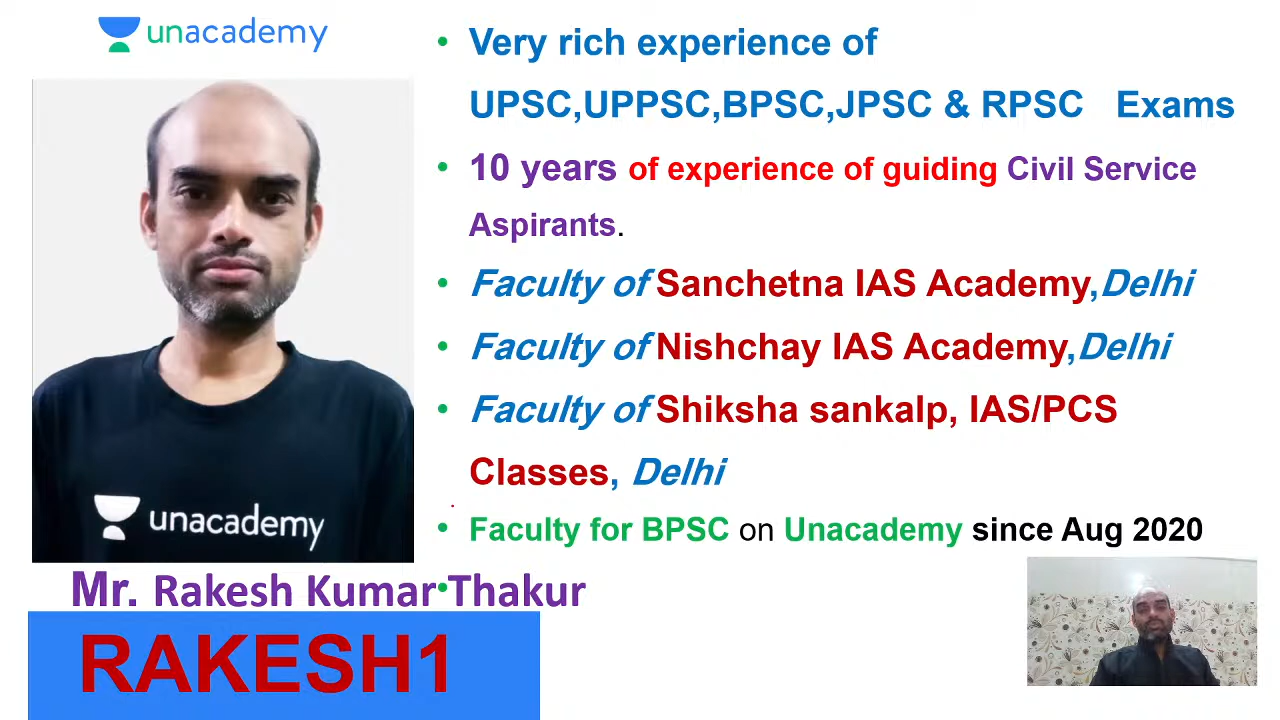 unacademy
Very rich experience of
UPSC,UPPSC,BPSC,JPSC & RPSC Exams
10 years of experience of guiding Civil Service
Aspirants.
Faculty of Sanchetna IAS Academy,Delhi
Faculty of Nishchay IAS Academy,Delhi
Faculty of Shiksha sankalp, IAS/PCS
Classes, Delhi
Faculty for BPSC on Unacademy since Aug 2020
unacademy
Mr. Rakesh Kumar Thakur
RAKESH1